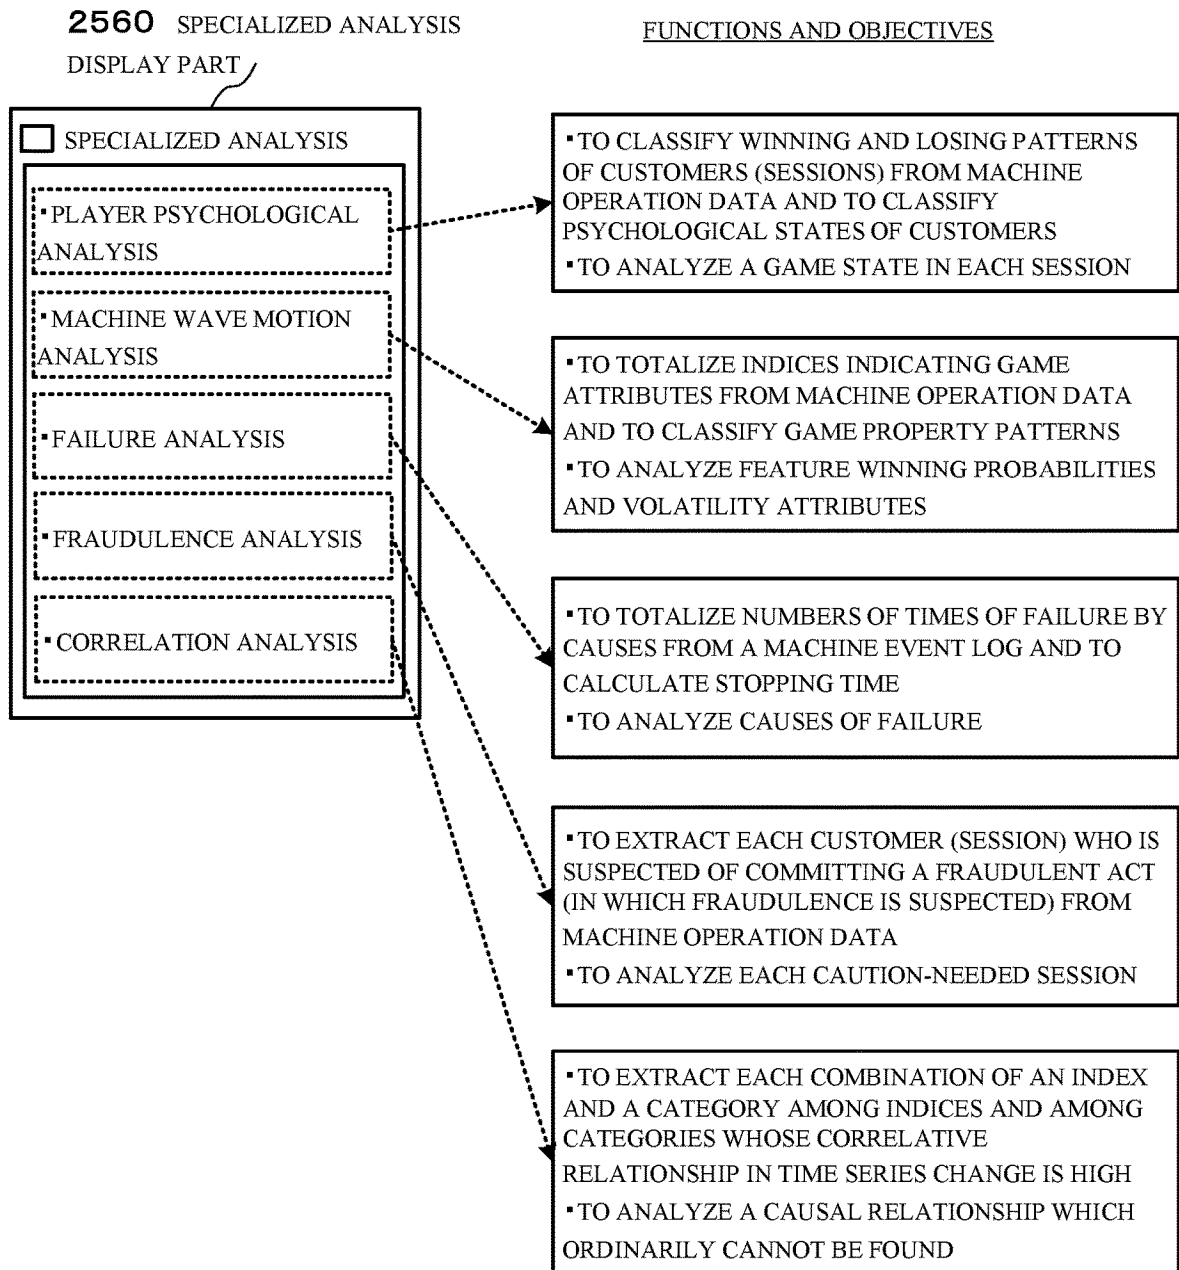 2560 SPECIALIZED ANALYSIS
DISPLAY PART
FUNCTIONS AND OBJECTIVES
SPECIALIZED ANALYSIS
▪PLAYER PSYCHOLOGICAL
ANALYSIS
▪MACHINE WAVE MOTION
ANALYSIS
▪FAILURE ANALYSIS
▪FRAUDULENCE ANALYSIS
▪CORRELATION ANALYSIS
▪TO CLASSIFY WINNING AND LOSING PATTERNS
OF CUSTOMERS (SESSIONS) FROM MACHINE
OPERATION DATA AND TO CLASSIFY
PSYCHOLOGICAL STATES OF CUSTOMERS
▪TO ANALYZE A GAME STATE IN EACH SESSION
▪TO TOTALIZE INDICES INDICATING GAME
ATTRIBUTES FROM MACHINE OPERATION DATA
AND TO CLASSIFY GAME PROPERTY PATTERNS
▪TO ANALYZE FEATURE WINNING PROBABILITIES
AND VOLATILITY ATTRIBUTES
▪TO TOTALIZE NUMBERS OF TIMES OF FAILURE BY
CAUSES FROM A MACHINE EVENT LOG AND TO
CALCULATE STOPPING TIME
▪TO ANALYZE CAUSES OF FAILURE
▪TO EXTRACT EACH CUSTOMER (SESSION) WHO IS
SUSPECTED OF COMMITTING A FRAUDULENT ACT
(IN WHICH FRAUDULENCE IS SUSPECTED) FROM
MACHINE OPERATION DATA
▪TO ANALYZE EACH CAUTION-NEEDED SESSION
▪TO EXTRACT EACH COMBINATION OF AN INDEX
AND A CATEGORY AMONG INDICES AND AMONG
CATEGORIES WHOSE CORRELATIVE
RELATIONSHIP IN TIME SERIES CHANGE IS HIGH
▪TO ANALYZE A CAUSAL RELATIONSHIP WHICH
ORDINARILY CANNOT BE FOUND